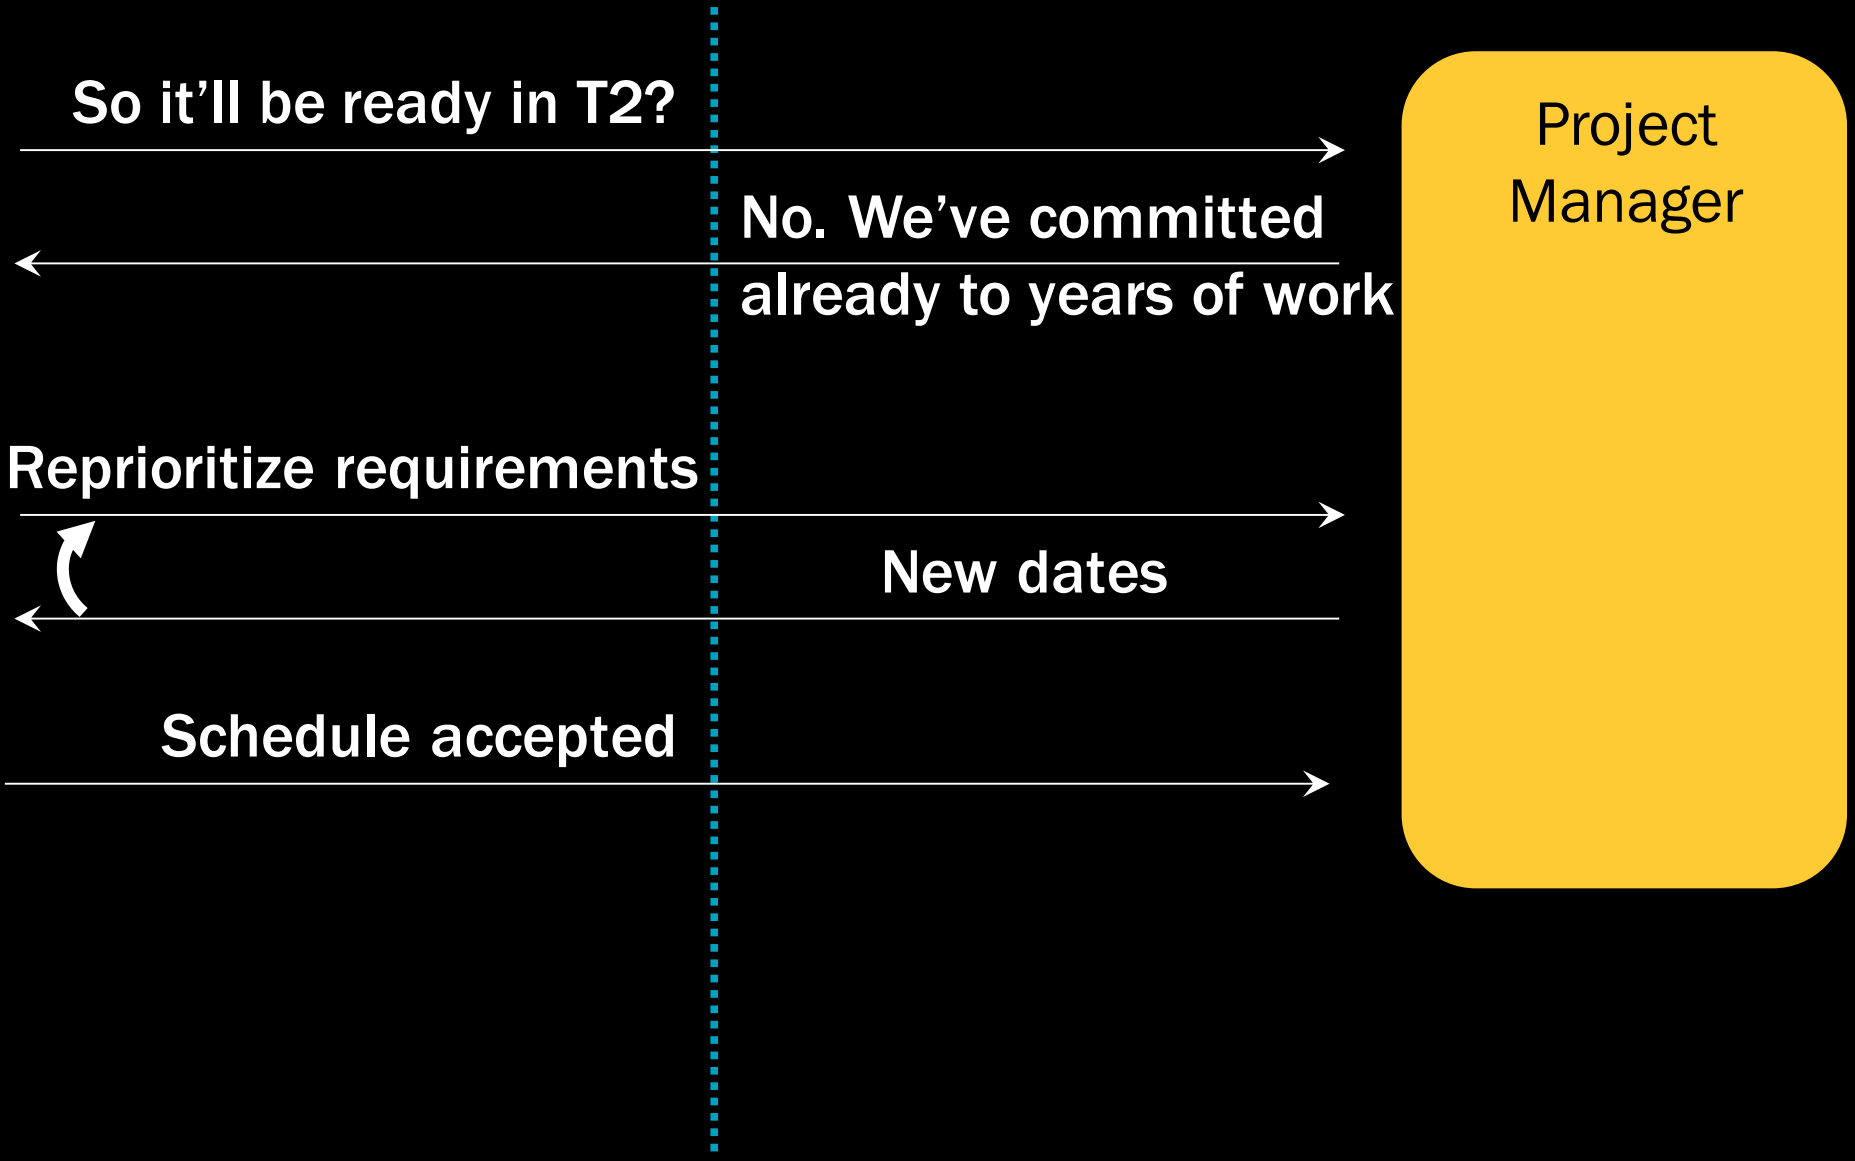 So it’ll be ready in T2?
Project
Manager
No. We’ve committed
already to years of work
Reprioritize requirements
New dates
Schedule accepted